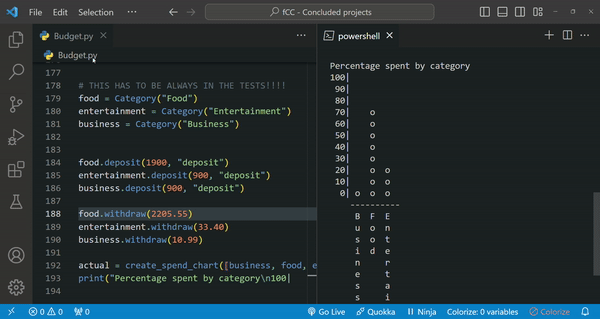 File Edit Selection ··· fCC - Concluded projects
Budget.py
Budget.py
177
178 # THIS HAS TO BE ALWAYS IN THE TESTS!!!!
179 food = Category("Food")
180 entertainment = Category("Entertainment")
181 business = Category("Business")
182
183
184 food.deposit(1900, "deposit")
185 entertainment.deposit(900, "deposit")
186 business.deposit(900, "deposit")
187
188 food.withdraw(2205.55)
189 entertainment.withdraw(33.40)
190 business.withdraw(10.99)
191
192 actual = create_spend_chart([business, food, e
193 print("Percentage spent by category\n100|
194
powershell
Percentage spent by category
100|
90|
80|
70| o
60| o
50| o
40| o
30| o
20| o o
10| o o
0| o o o
----------
B F E
u o n
s o t
i d e
n r
e t
s a
s i
0 0 0 Go Live Quokka Ninja Colorize: 0 variables Colorize